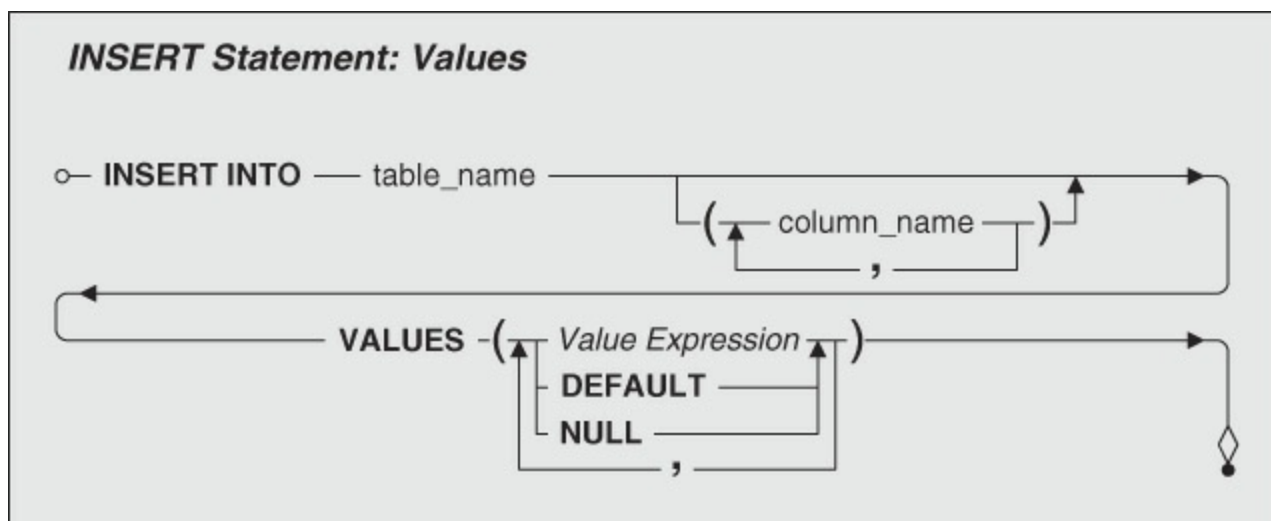 INSERT Statement: Values
INSERT INTO table_name
( column_name )
,
VALUES ( Value Expression )
DEFAULT
NULL
,